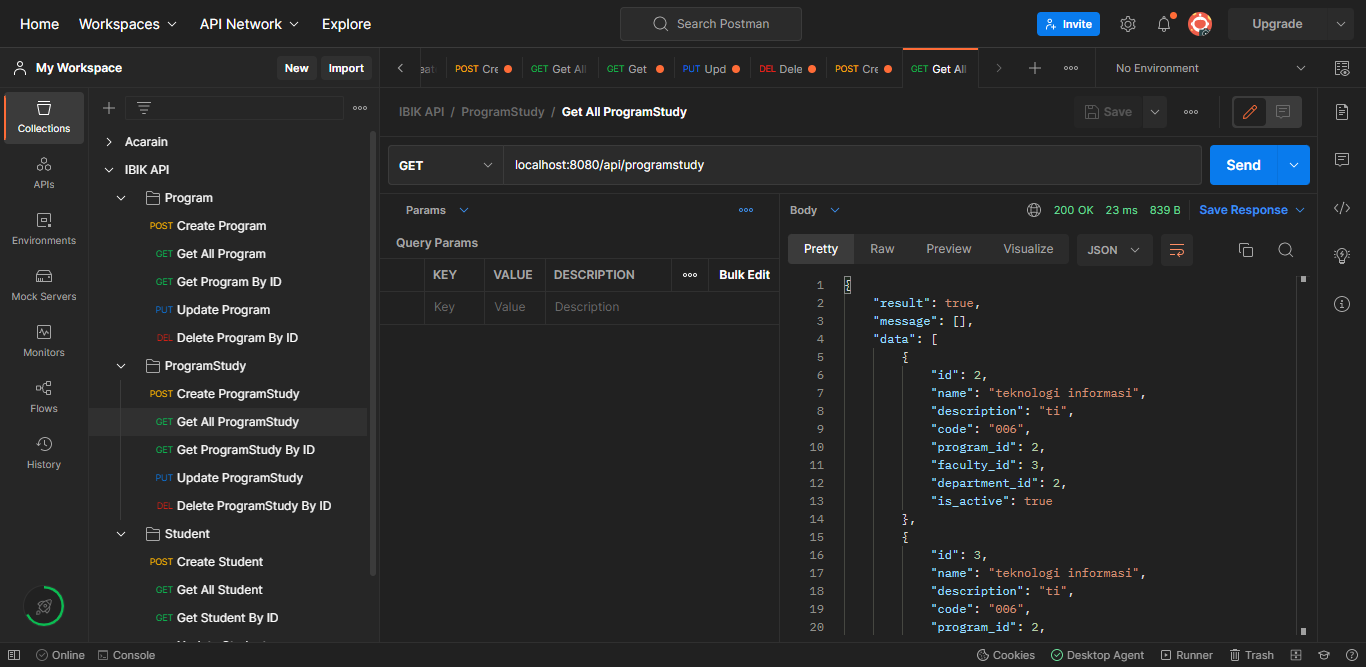 Home Workspaces API Network Explore Search Postman Invite Upgrade
My Workspace New Import
POST Cre GET Get All GET Get PUT Upd DEL Dele POST Cre GET Get All No Environment
Collections
APIs
Environments
Mock Servers
Monitors
Flows
History
Acarain
IBIK API
Program
POST Create Program
GET Get All Program
GET Get Program By ID
PUT Update Program
DEL Delete Program By ID
ProgramStudy
POST Create ProgramStudy
GET Get All ProgramStudy
GET Get ProgramStudy By ID
PUT Update ProgramStudy
DEL Delete ProgramStudy By ID
Student
POST Create Student
GET Get All Student
GET Get Student By ID
IBIK API / ProgramStudy / Get All ProgramStudy Save
GET localhost:8080/api/programstudy Send
Params
Query Params
KEY VALUE DESCRIPTION Bulk Edit
Key Value Description
Body 200 OK 23 ms 839 B Save Response
Pretty Raw Preview Visualize JSON
1 {
2 "result": true,
3 "message": [],
4 "data": [
5 {
6 "id": 2,
7 "name": "teknologi informasi",
8 "description": "ti",
9 "code": "006",
10 "program_id": 2,
11 "faculty_id": 3,
12 "department_id": 2,
13 "is_active": true
14 },
15 {
16 "id": 3,
17 "name": "teknologi informasi",
18 "description": "ti",
19 "code": "006",
20 "program_id": 2,
Online Console Cookies Desktop Agent Runner Trash